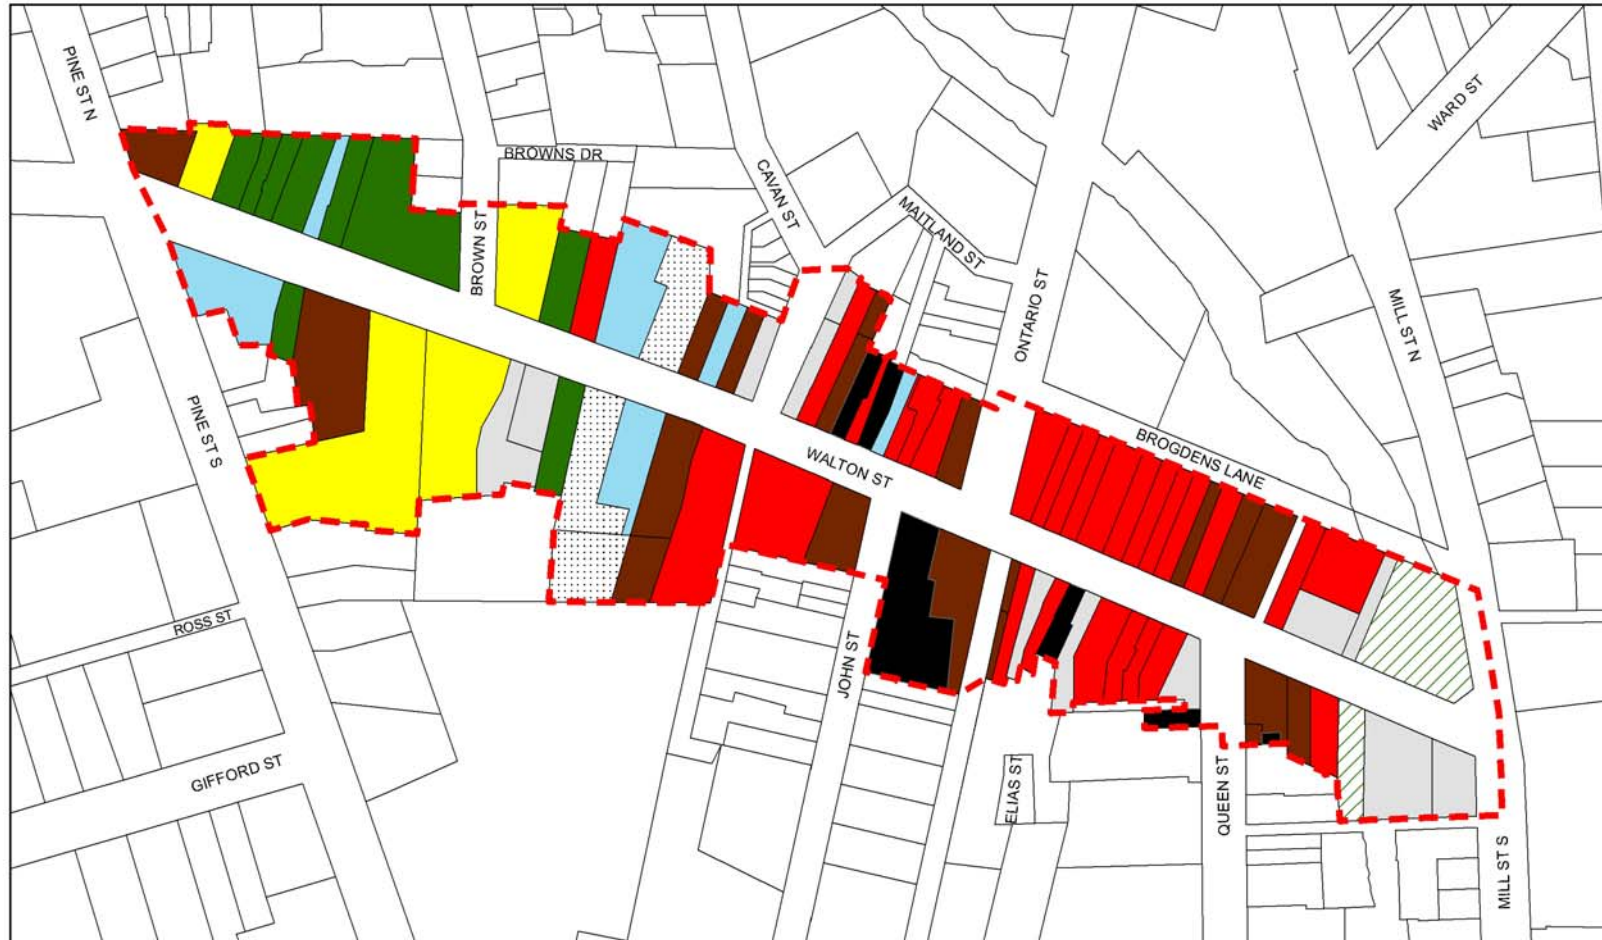 PINE ST N
WARD ST
BROWNS DR
CAVAN ST
MAITLAND ST
BROWN ST
ONTARIO ST
MILL ST N
PINE ST S
WALTON ST
BROGDENS LANE
ROSS ST
JOHN ST
GIFFORD ST
ELIAS ST
QUEEN ST
MILL ST S